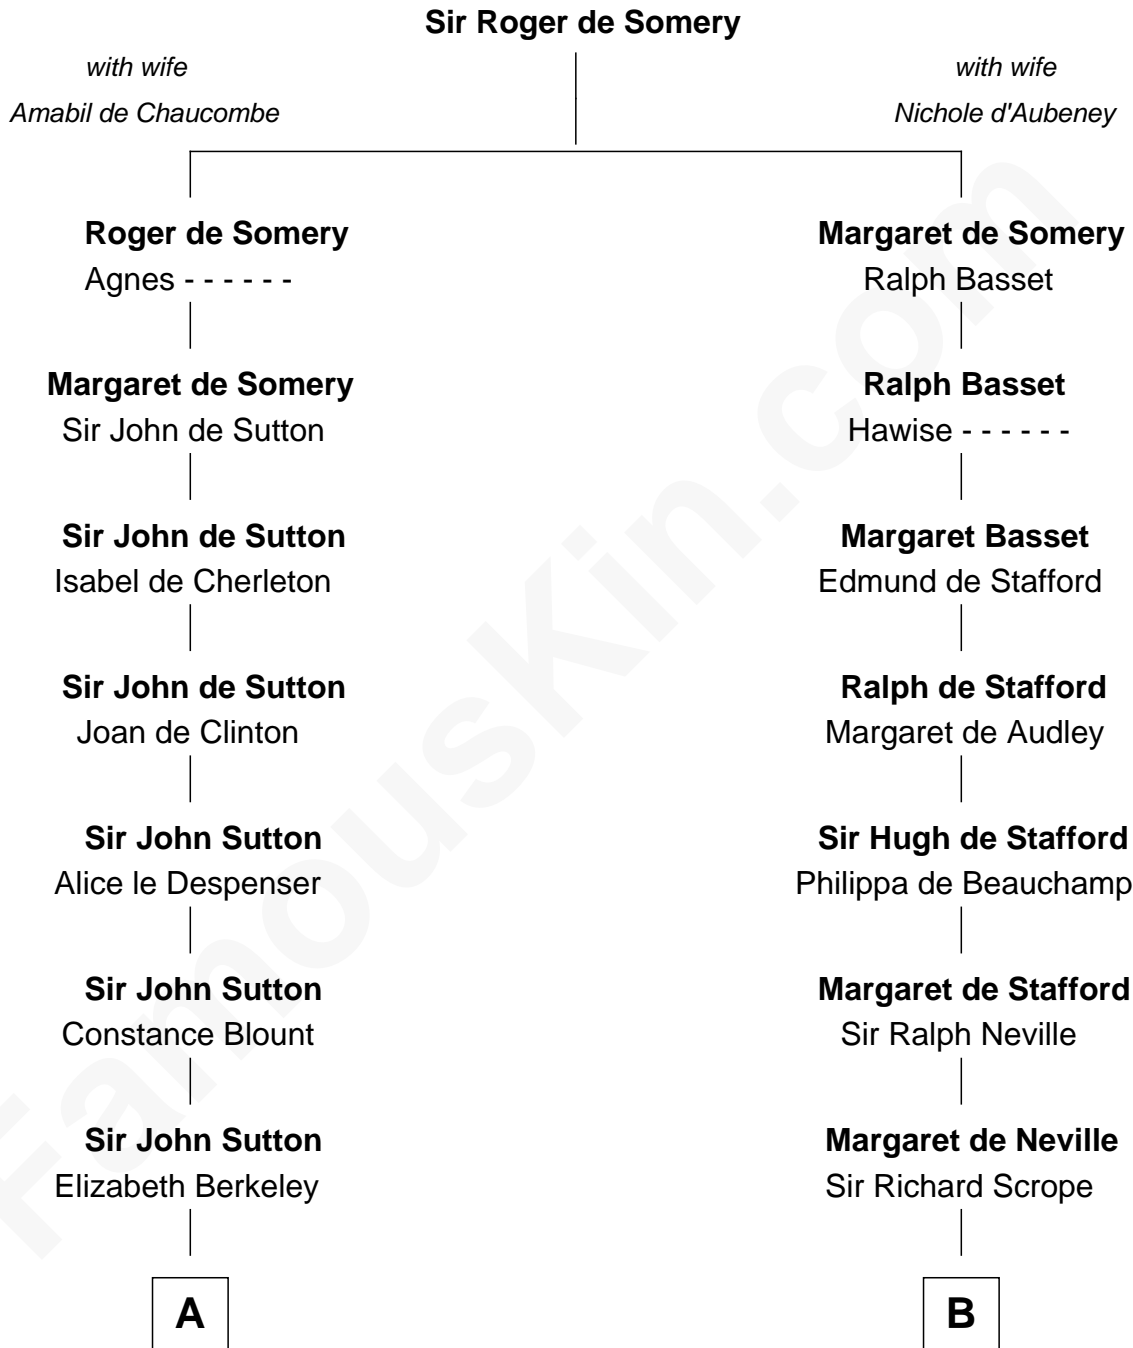 Sir Roger de Somery
with wife
Amabil de Chaucombe
with wife
Nichole d'Aubeney
Roger de Somery
Agnes - - - - - -
Margaret de Somery
Ralph Basset
Margaret de Somery
Sir John de Sutton
Ralph Basset
Hawise - - - - - -
Sir John de Sutton
Isabel de Cherleton
Margaret Basset
Edmund de Stafford
Sir John de Sutton
Joan de Clinton
Ralph de Stafford
Margaret de Audley
Sir John Sutton
Alice le Despenser
Sir Hugh de Stafford
Philippa de Beauchamp
Sir John Sutton
Constance Blount
Margaret de Stafford
Sir Ralph Neville
Sir John Sutton
Elizabeth Berkeley
Margaret de Neville
Sir Richard Scrope
A
B
FamousKin.com